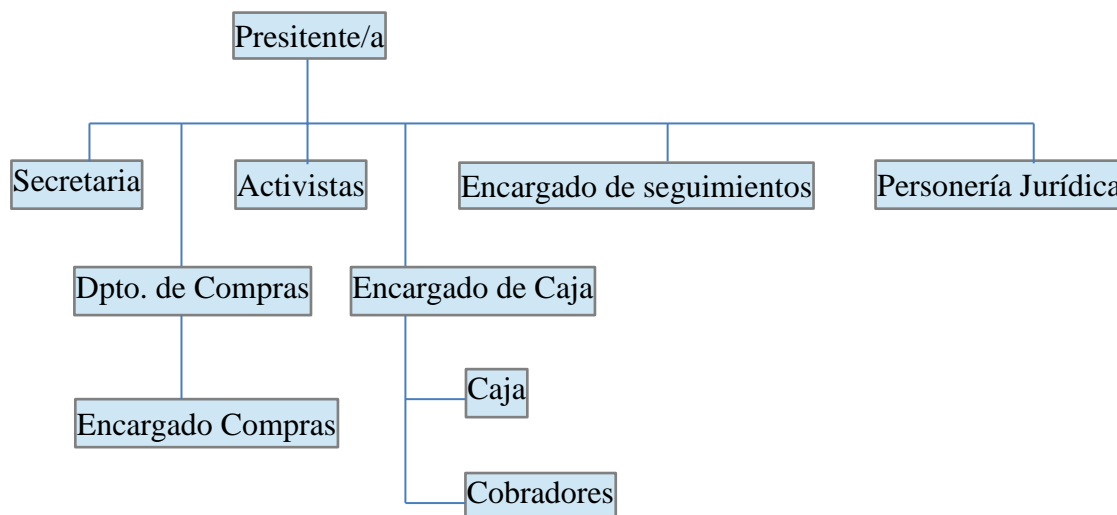 Presitente/a
Secretaria
Activistas
Encargado de seguimientos
Personería Jurídica
Dpto. de Compras
Encargado de Caja
Caja
Encargado Compras
Cobradores